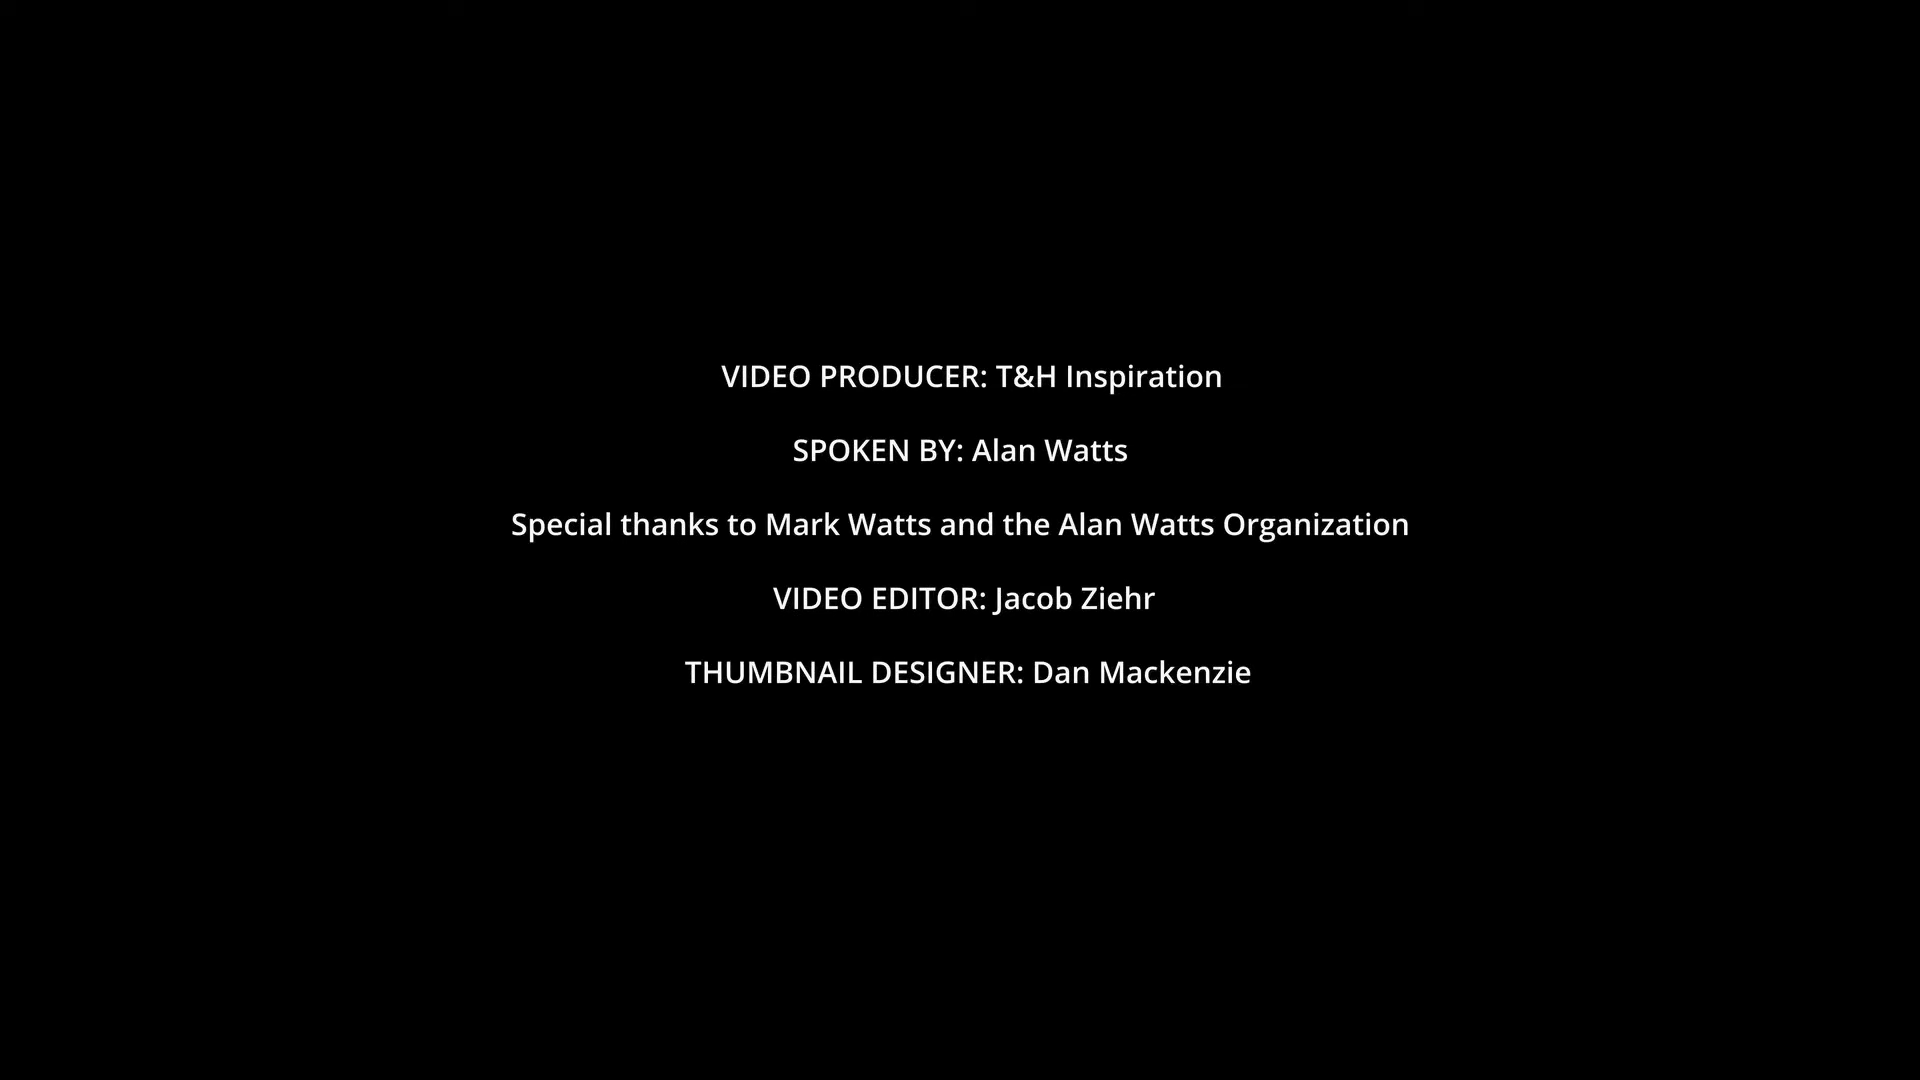 VIDEO PRODUCER: T&H Inspiration
SPOKEN BY: Alan Watts
Special thanks to Mark Watts and the Alan Watts Organization
VIDEO EDITOR: Jacob Ziehr
THUMBNAIL DESIGNER: Dan Mackenzie